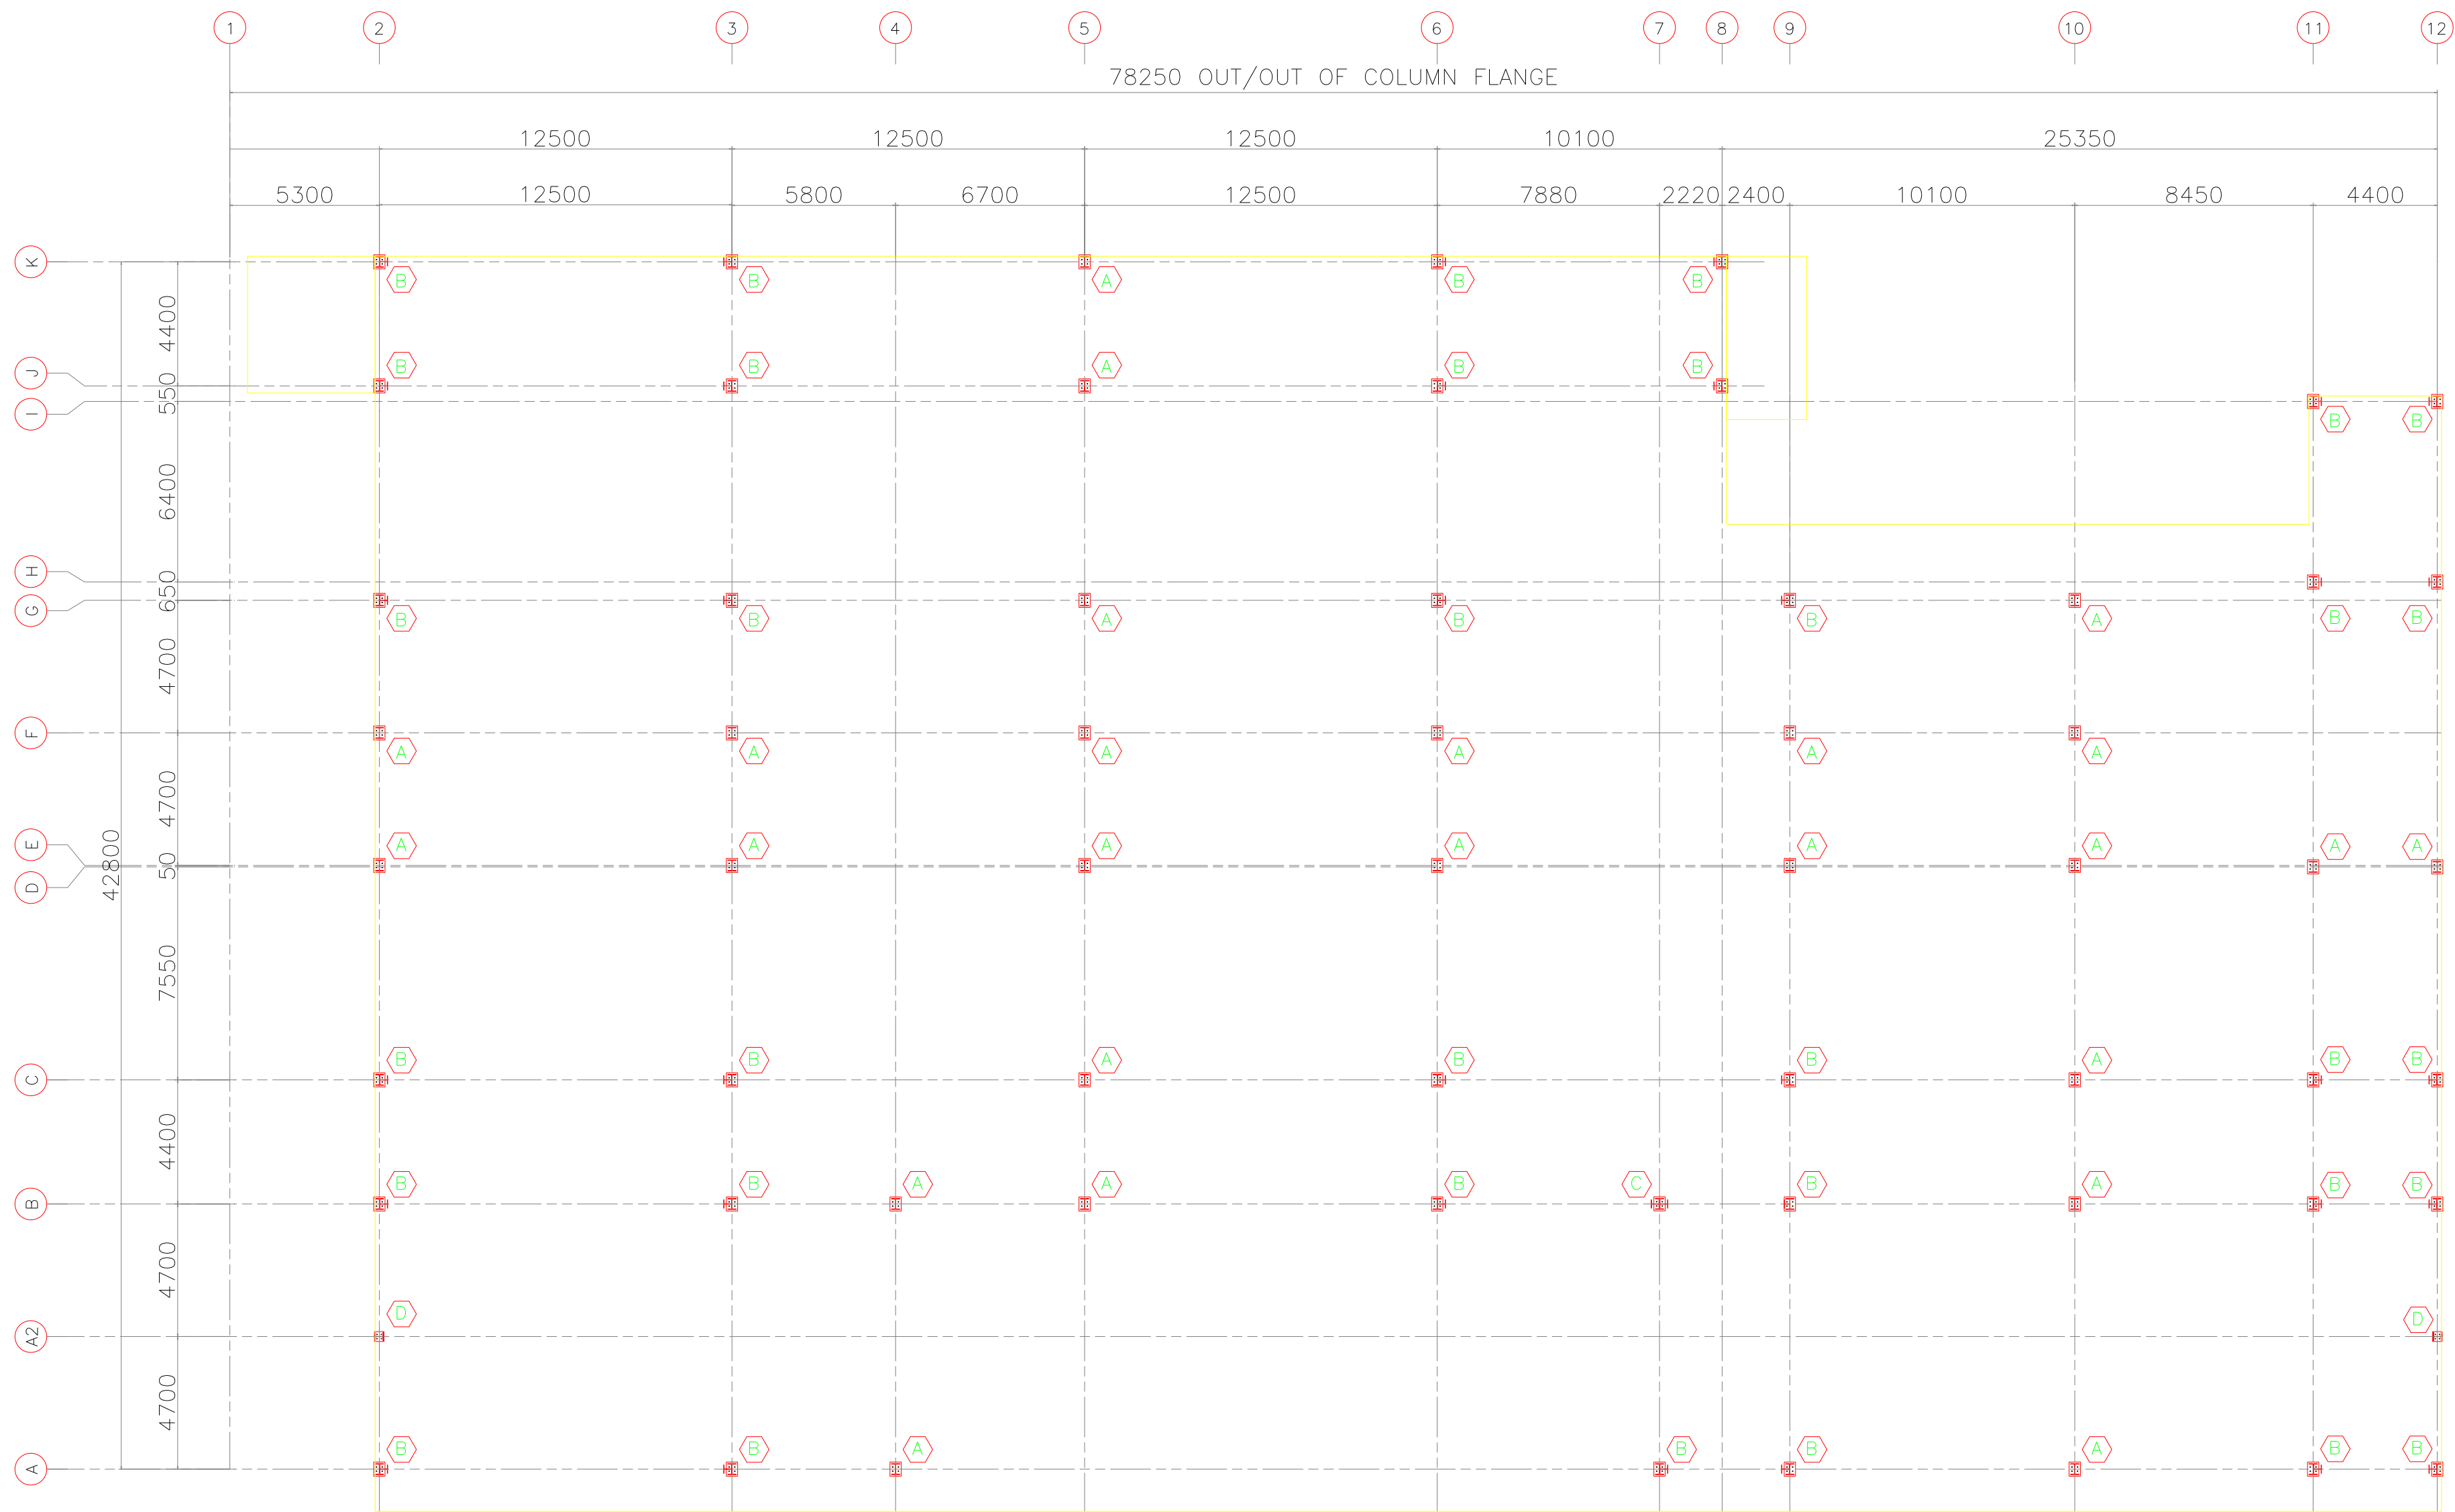 1 2 3 4 5 6 7 8 9 10 11 12
78250 OUT/OUT OF COLUMN FLANGE
12500 12500 12500 10100 25350
5300 12500 5800 6700 12500 7880 2220 2400 10100 8450 4400
K
B B A B B
4400
J
B B A B B
550
I
B B
6400
H
650
G
B B A B B A B B
4700
F
A A A A A A
4700
E
A A A A A A A A
42800
50
D
7550
B B A B B A B B
C
4400
B B A A B C B A B B
B
4700
D D
A2
4700
B B A B B A B B
A